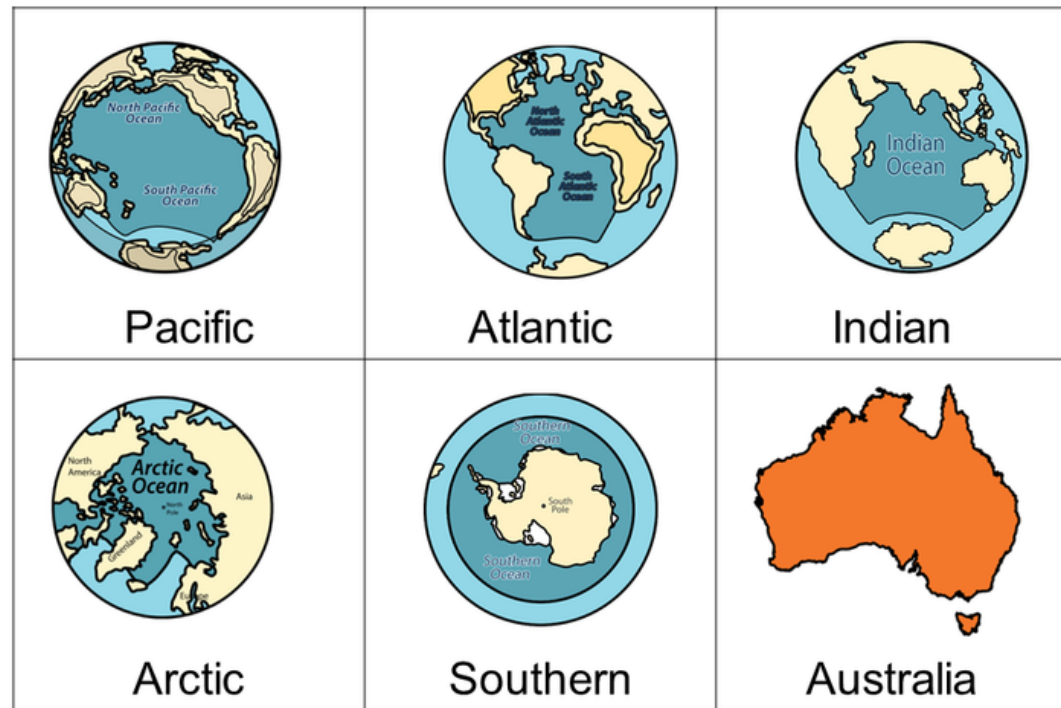 North Pacific
Ocean
South Pacific
Ocean
Pacific
North
Atlantic
Ocean
South
Atlantic
Ocean
Atlantic
Indian
Ocean
Indian
North
America
Arctic
Ocean
North
Pole
Asia
Greenland
Europe
Arctic
Southern
Ocean
South
Pole
Southern
Ocean
Southern
Australia